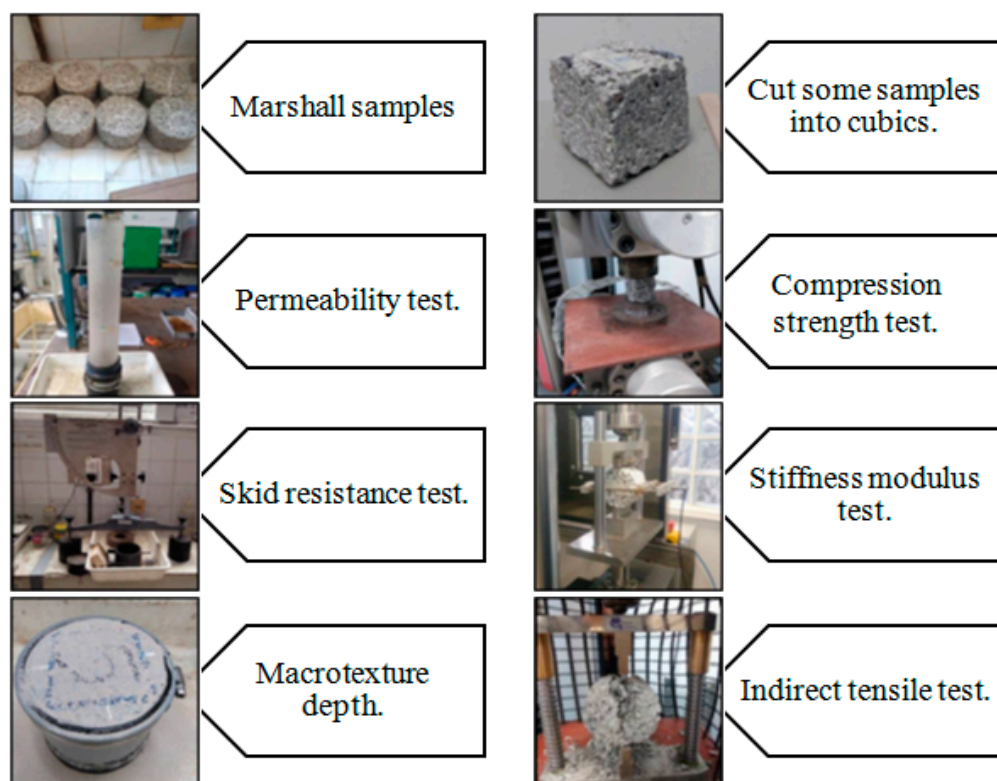 Marshall samples
Cut some samples
into cubics.
Permeability test.
Compression
strength test.
Skid resistance test.
Stiffness modulus
test.
Macrotexture
depth.
Indirect tensile test.